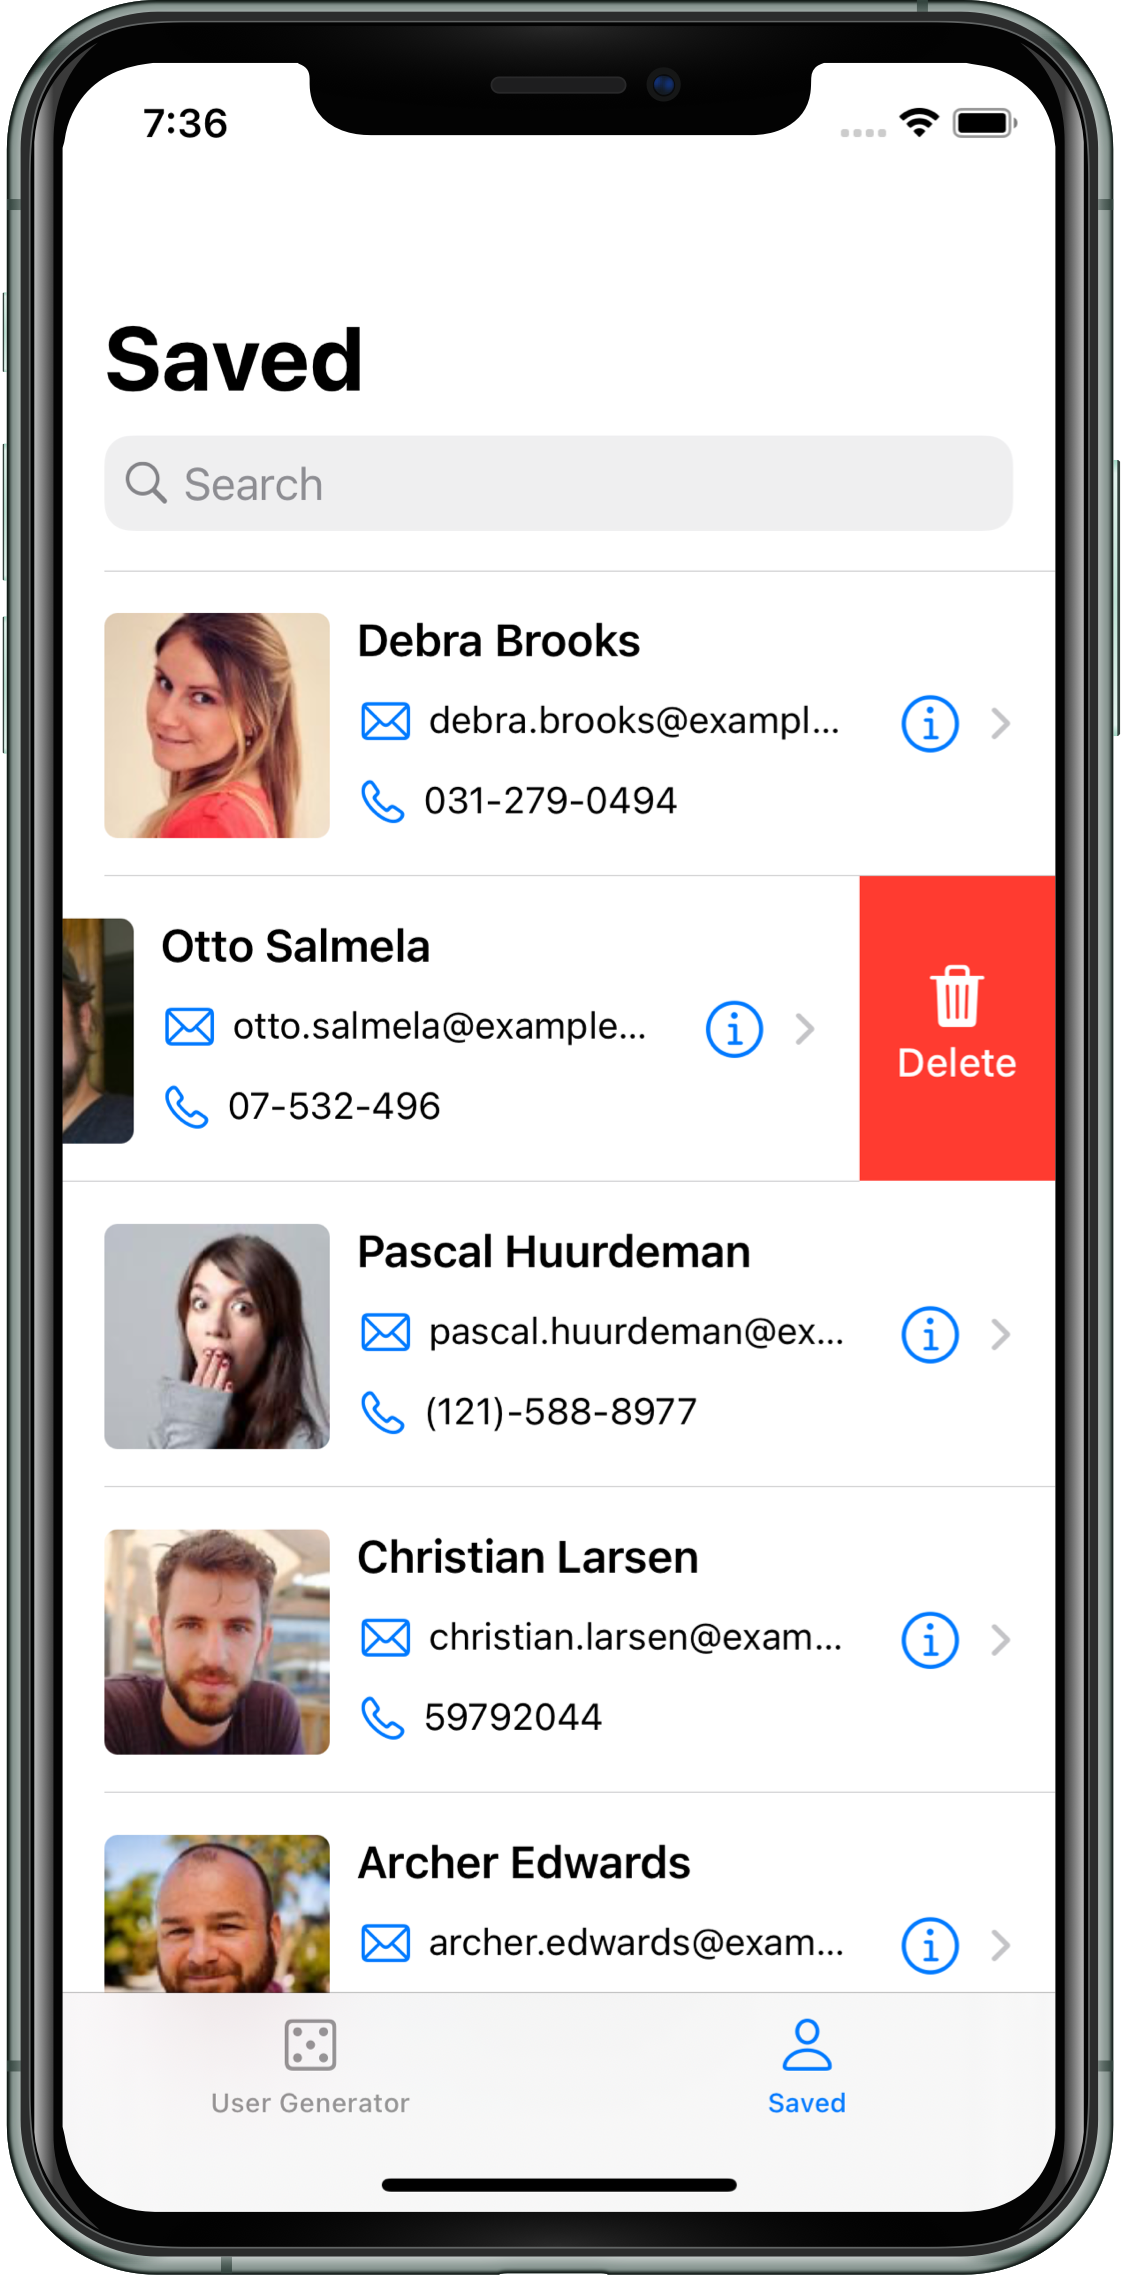 7:36
Saved
Search
Debra Brooks
debra.brooks@exampl...
031-279-0494
Otto Salmela
otto.salmela@example...
07-532-496
Delete
Pascal Huurdeman
pascal.huurdeman@ex...
(121)-588-8977
Christian Larsen
christian.larsen@exam...
59792044
Archer Edwards
archer.edwards@exam...
User Generator
Saved